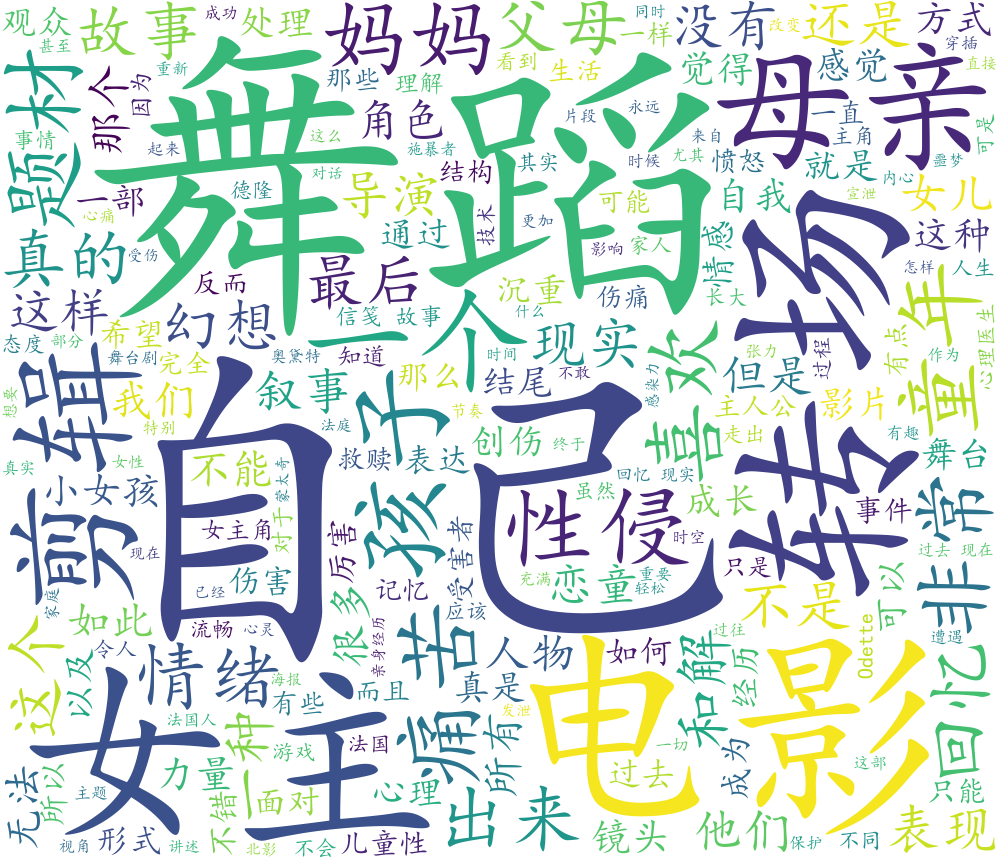 观众
甚至
故事
成功
处理
妈妈
父母
同时
一样
没有
改变
还是
方式
穿插
直接
题材
那个
因为
重新
舞蹈
那些
理解
看到
生活
觉得
感觉
母亲
可是
事情
起来
这么
角色
片段
永远
来自
一直
主角
德隆
对话
施暴者
结构
其实
时候
尤其
愤怒
就是
噩梦
内心
一部
心痛
导演
技术
更加
可能
自我
宣泄
女儿
真的
受伤
通过
影响
家人
情感
这种
反而
最后
沉重
伤痛
长大
转场
怎样
人生
这样
幻想
信笺 故事
什么
一个
现实
童年
态度
部分
希望
舞台剧
完全
奥黛特
知道
时间
不敢
感染力
喜欢
张力
过程
有点
作为
心理医生
想要
剪辑
我们
特别
叙事
那么
结尾
但是
主人公
影片
法庭
孩子
节奏
创伤
终于
走出
有趣
舞台
真实
女性
不能
救赎
表达
自己
回忆 现实
虽然
成长
小女孩
对于
蒙太奇
女主角
厉害
性侵
时空
事件
非常
现在
伤害
受害者
只是
过去 现在
家庭
已经
记忆
充满
恋童
重要
轻松
如此
流畅
心灵
很多
亲身经历
应该
痛苦
不是
可以
遭遇
这个
以及
令人
情绪
海报
有些
而且
人物
真是
如何
和解
过往
经历
Odette
回忆
女主
法国人
一种
游戏
法国
所有
发泄
电影
一切
成为
这部
无法
所以
主题
力量
不错
面对
心理
出来
过去
只能
视角
形式
讲述
北影
不会
儿童性
镜头
他们
保护
不同
表现